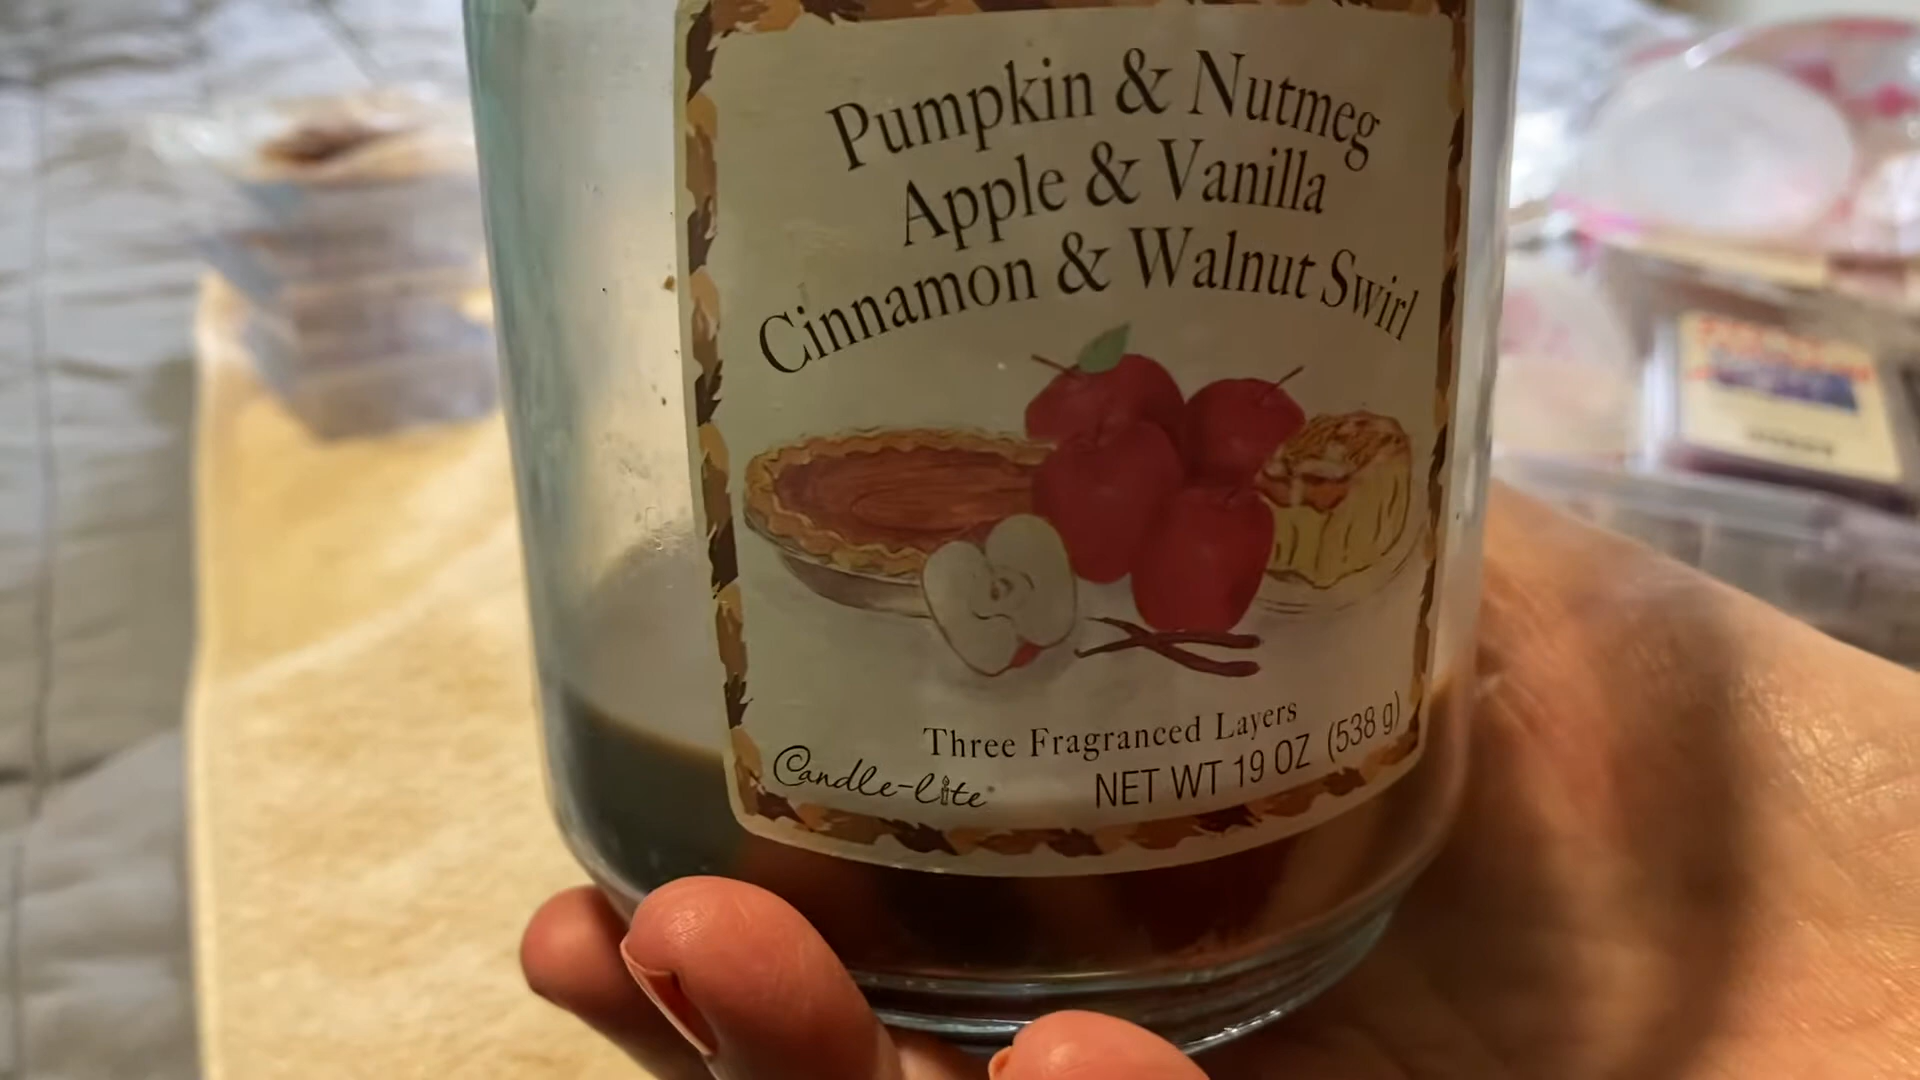 Pumpkin & Nutmeg
Apple & Vanilla
Cinnamon & Walnut Swirl
Three Fragranced Layers
Candle-lite
NET WT 19 OZ (538 g)